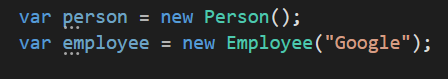 var person = new Person();
var employee = new Employee("Google");